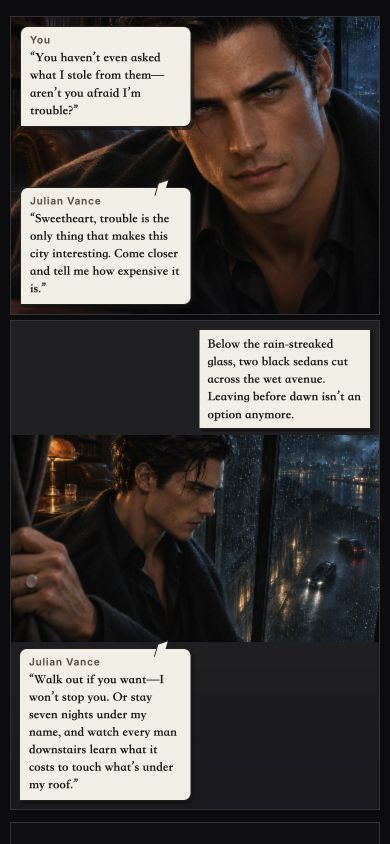 You
“You haven’t even asked
what I stole from them—
aren’t you afraid I’m
trouble?”
Julian Vance
“Sweetheart, trouble is the
only thing that makes this
city interesting. Come closer
and tell me how expensive it
is.”
Below the rain-streaked
glass, two black sedans cut
across the wet avenue.
Leaving before dawn isn’t an
option anymore.
Julian Vance
“Walk out if you want—I
won’t stop you. Or stay
seven nights under my
name, and watch every man
downstairs learn what it
costs to touch what’s under
my roof.”